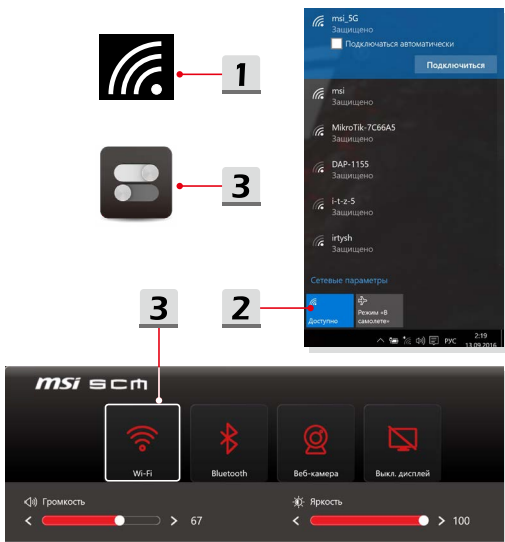 1
3
msi_5G
Защищено
Подключаться автоматически
Подключиться
msi
Защищено
MikroTik-7C66A5
Защищено
DAP-1155
Защищено
i-t-z-5
Защищено
irtysh
Защищено
Сетевые параметры
Доступно
Режим «В
самолете»
РУС
2:19
13.09.2016
2
3
msi SCM
Wi-Fi
Bluetooth
Веб-камера
Выкл. дисплей
Громкость
67
Яркость
100